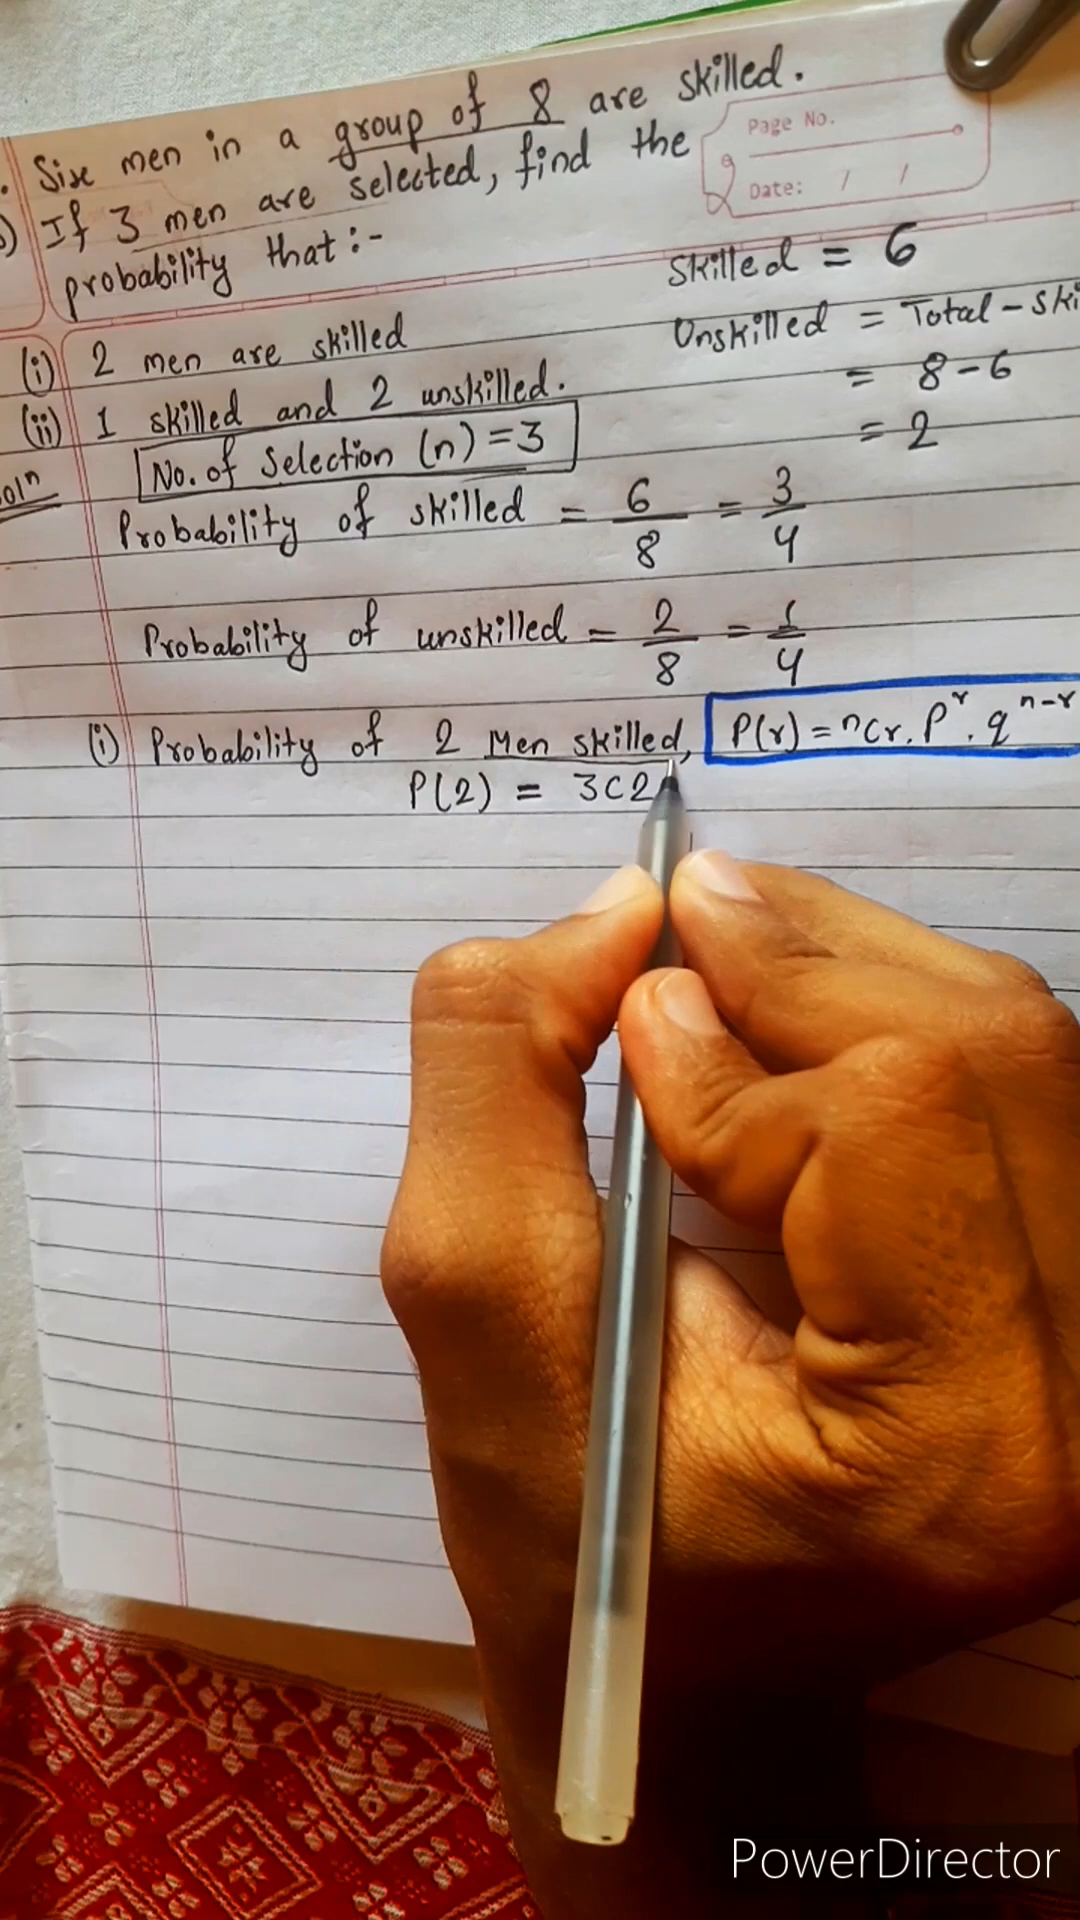 Six men in a group of 8 are skilled.
If 3 men are selected, find the
probability that :-
Page No.
Date: / /
(i) 2 men are skilled
(ii) 1 skilled and 2 unskilled.
Skilled = 6
Unskilled = Total - Ski
= 8-6
= 2
Solⁿ No. of Selection (n) = 3
Probability of skilled = 6/8 = 3/4
Probability of unskilled = 2/8 = 1/4
(i) Probability of 2 Men skilled, P(r) = ⁿCr. Pʳ. qⁿ⁻ʳ
P(2) = 3C2
PowerDirector